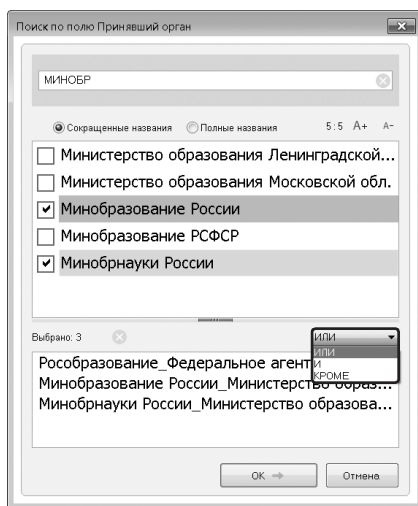 Поиск по полю Принявший орган
МИНОБР
Сокращенные названия Полные названия 5:5 A+ A-
Министерство образования Ленинградской...
Министерство образования Московской обл.
Минобразование России
Минобразование РСФСР
Минобрнауки России
Выбрано: 3 ИЛИ
ИЛИ
И
КРОМЕ
Рособразование_Федеральное агент
Минобразование России_Министерство образ...
Минобрнауки России_Министерство образова...
OK Отмена